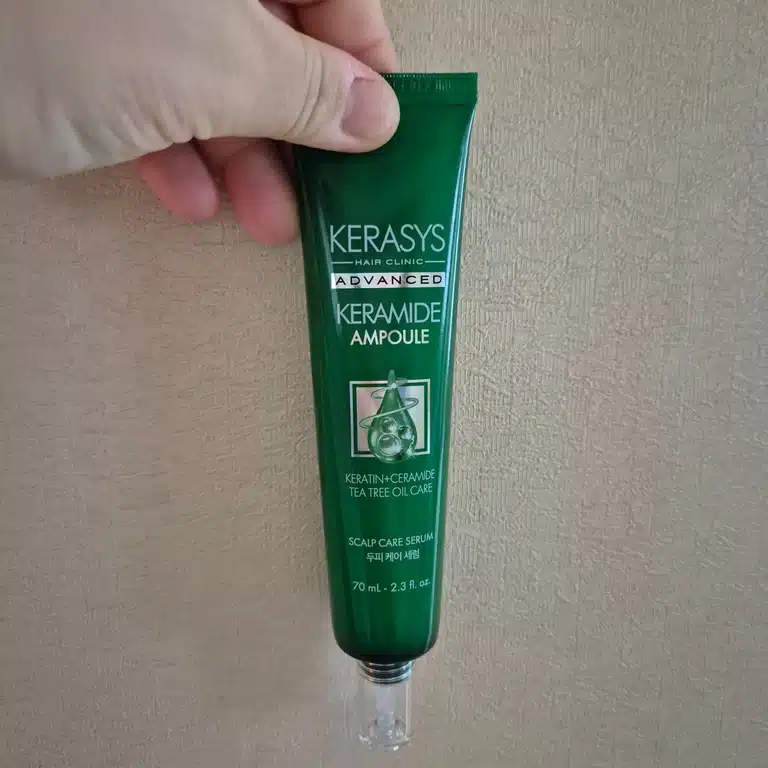 KERASYS
HAIR CLINIC
ADVANCED
KERAMIDE
AMPOULE
KERATIN+CERAMIDE
TEA TREE OIL CARE
SCALP CARE SERUM
두피 케어 세럼
70 mL - 2.3 fl. oz.